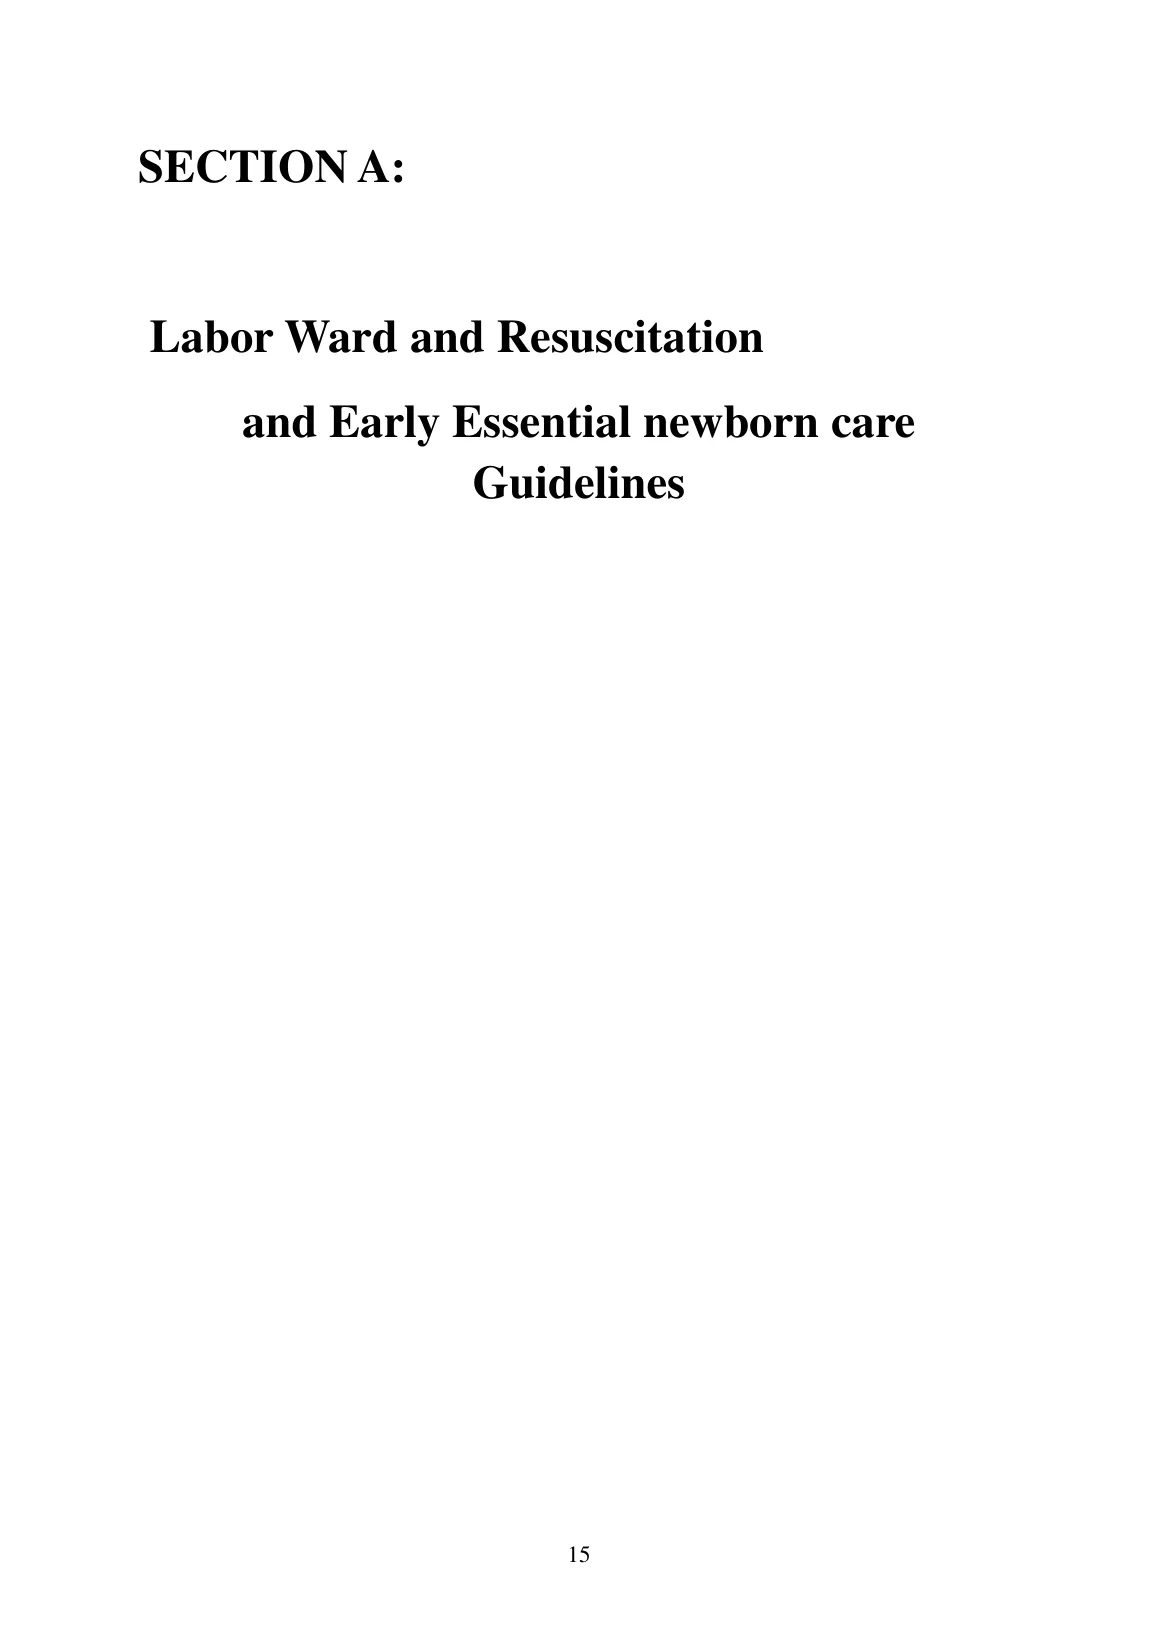 SECTION A:
Labor Ward and Resuscitation
and Early Essential newborn care
Guidelines
15